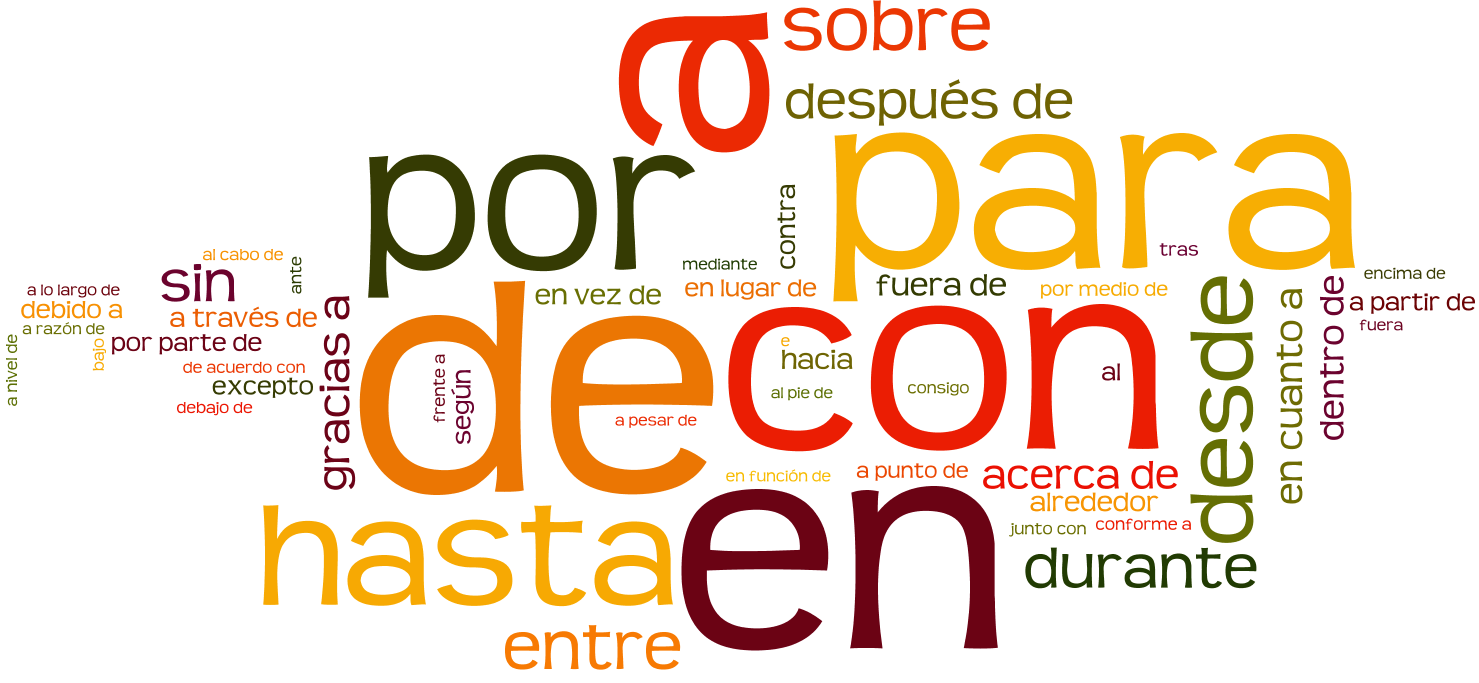 a
sobre
después de
por
para
contra
tras
al cabo de
ante
sin
mediante
encima de
a lo largo de
debido a
a través de
gracias a
en vez de
en lugar de
fuera de
por medio de
desde
en cuanto a
dentro de
a partir de
fuera
a razón de
a nivel de
bajo
por parte de
de
con
e
hacia
al
de acuerdo con
excepto
debajo de
frente a
según
al pie de
consigo
a pesar de
en función de
a punto de
acerca de
alrededor
junto con
conforme a
hasta
en
durante
entre